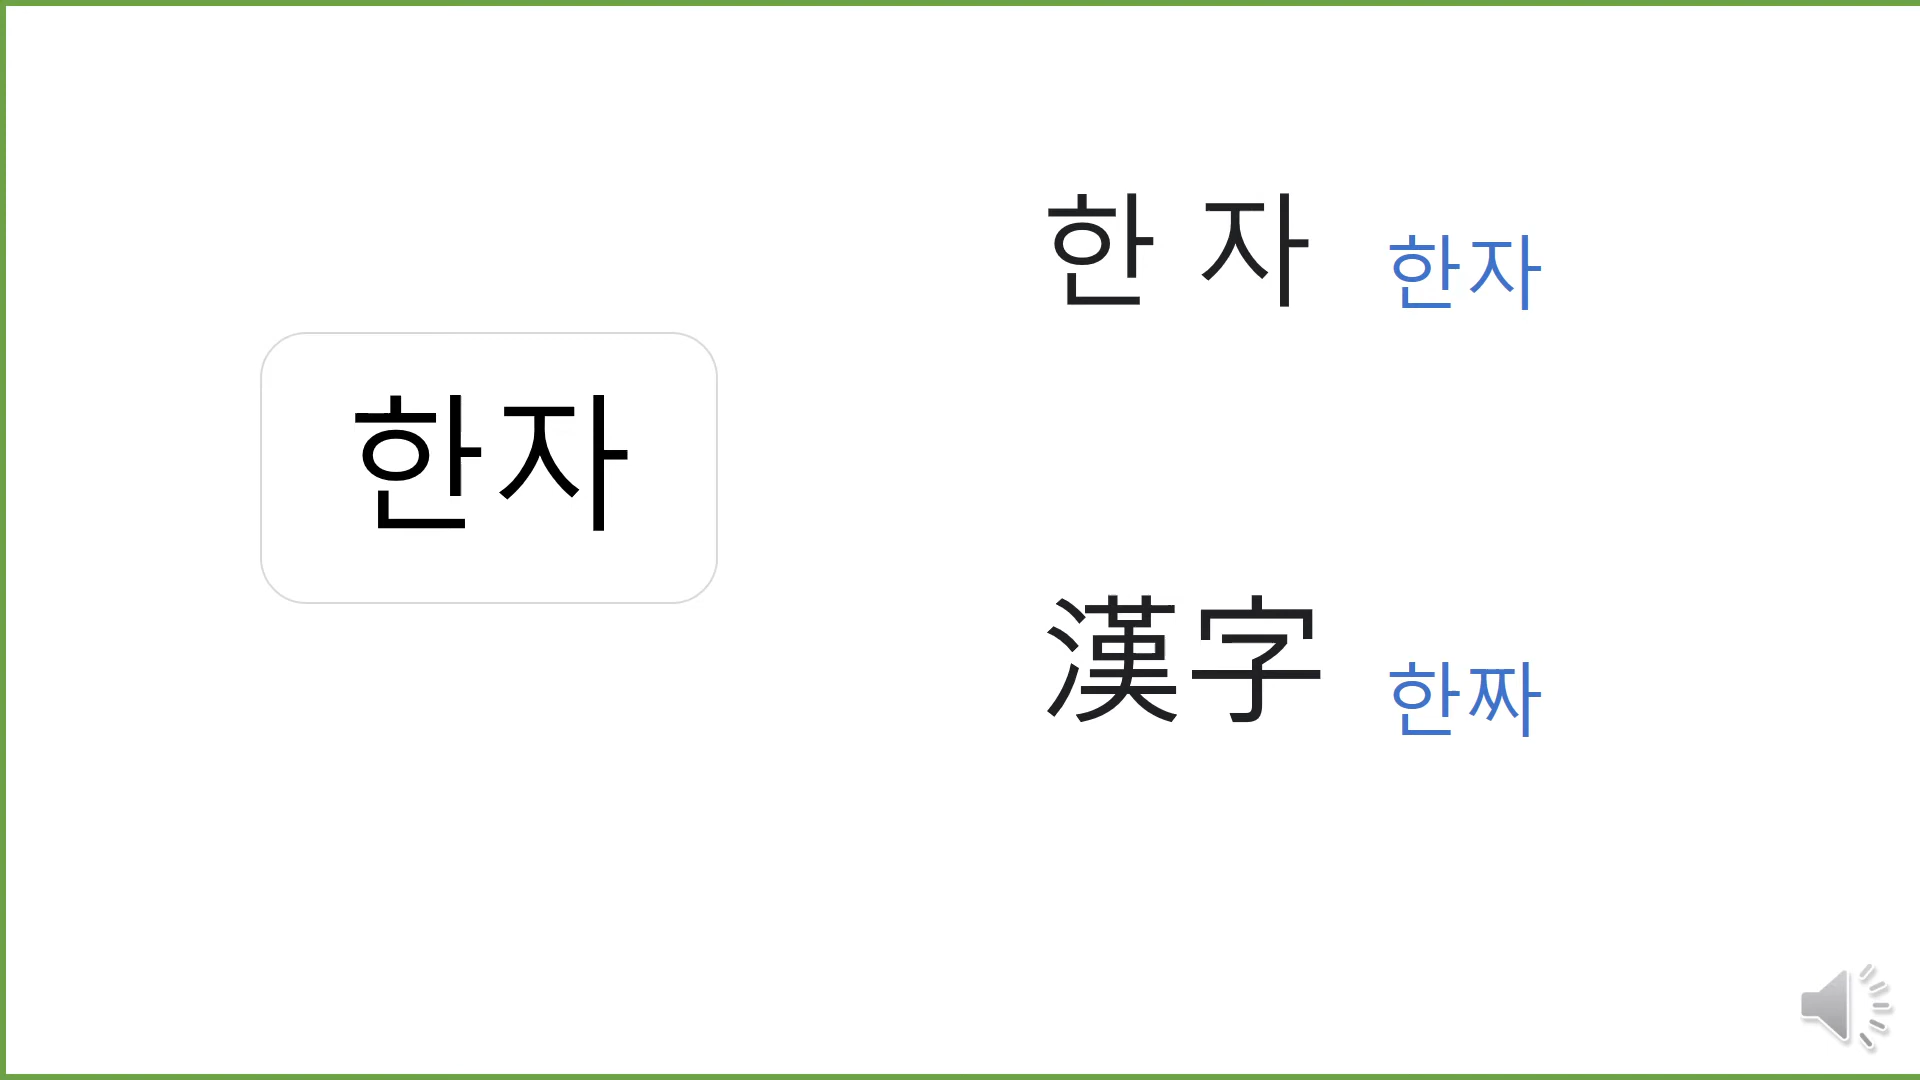 한자
한 자 한자
漢字 한짜